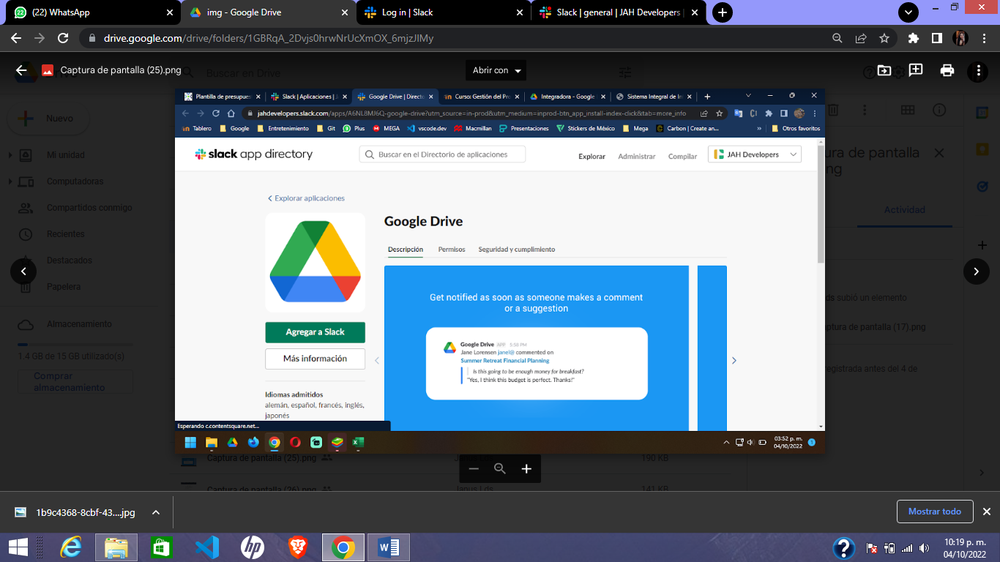 (22) WhatsApp
img - Google Drive
Log in | Slack
Slack | general | JAH Developers |
drive.google.com/drive/folders/1GBRqA_2Dvjs0hrwNrUcXmOX_6mjzJIMy
Captura de pantalla (25).png
Buscar en Drive
Abrir con
Nuevo
Mi unidad
Computadoras
Compartidos conmigo
Recientes
Destacados
Papelera
Almacenamiento
1.4 GB de 15 GB utilizado(s)
Comprar
almacenamiento
Plantilla de presupues
Slack | Aplicaciones | J
Google Drive | Directo
Curso: Gestión del Pro
Integradora - Google
Sistema Integral de In
jahdevelopers.slack.com/apps/A6NL8MJ6Q-google-drive?utm_source=in-prod&utm_medium=inprod-btn_app_install-index-click&tab=more_info
Tablero
Google
Entretenimiento
Git
Plus
MEGA
vscode.dev
Macmillan
Presentaciones
Stickers de México
Mega
Carbon | Create an...
»
Otros favoritos
slack app directory
Buscar en el Directorio de aplicaciones
Explorar
Administrar
Compilar
JAH Developers
Explorar aplicaciones
Google Drive
Descripción
Permisos
Seguridad y cumplimiento
Agregar a Slack
Más información
Idiomas admitidos
alemán, español, francés, inglés,
japonés
Get notified as soon as someone makes a comment
or a suggestion
Google Drive APP 5:58 PM
Jane Lorensen janel@ commented on
Summer Retreat Financial Planning
Is this going to be enough money for breakfast?
"Yes, I think this budget is perfect. Thanks!"
Esperando c.contentsquare.net...
03:52 p. m.
04/10/2022
1
tura de pantalla
ng
Actividad
ds subió un elemento
ptura de pantalla (17).png
registrada antes del 4 de
Captura de pantalla (25).png
190 KB
Captura de pantalla (26).png
141 KB
1b9c4368-8cbf-43....jpg
Mostrar todo
10:19 p. m.
04/10/2022